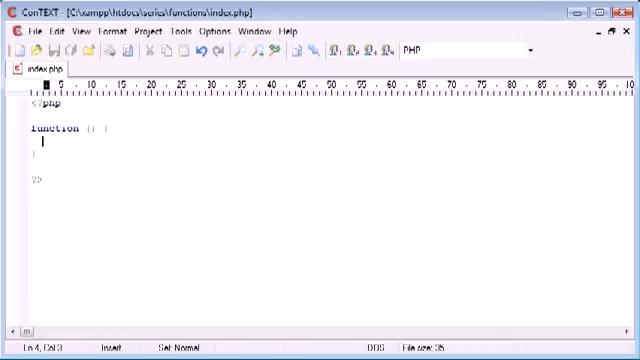 ConTEXT - [C:\xampp\htdocs\series\functions\index.php]
File Edit View Format Project Tools Options Window Help
PHP
index.php
5 10 15 20 25 30 35 40 45 50 55 60 65 70 75 80 85 90 95 100
<?php
function () {
}
?>
Ln 4, Col 3 Insert Sel: Normal DOS File size: 35